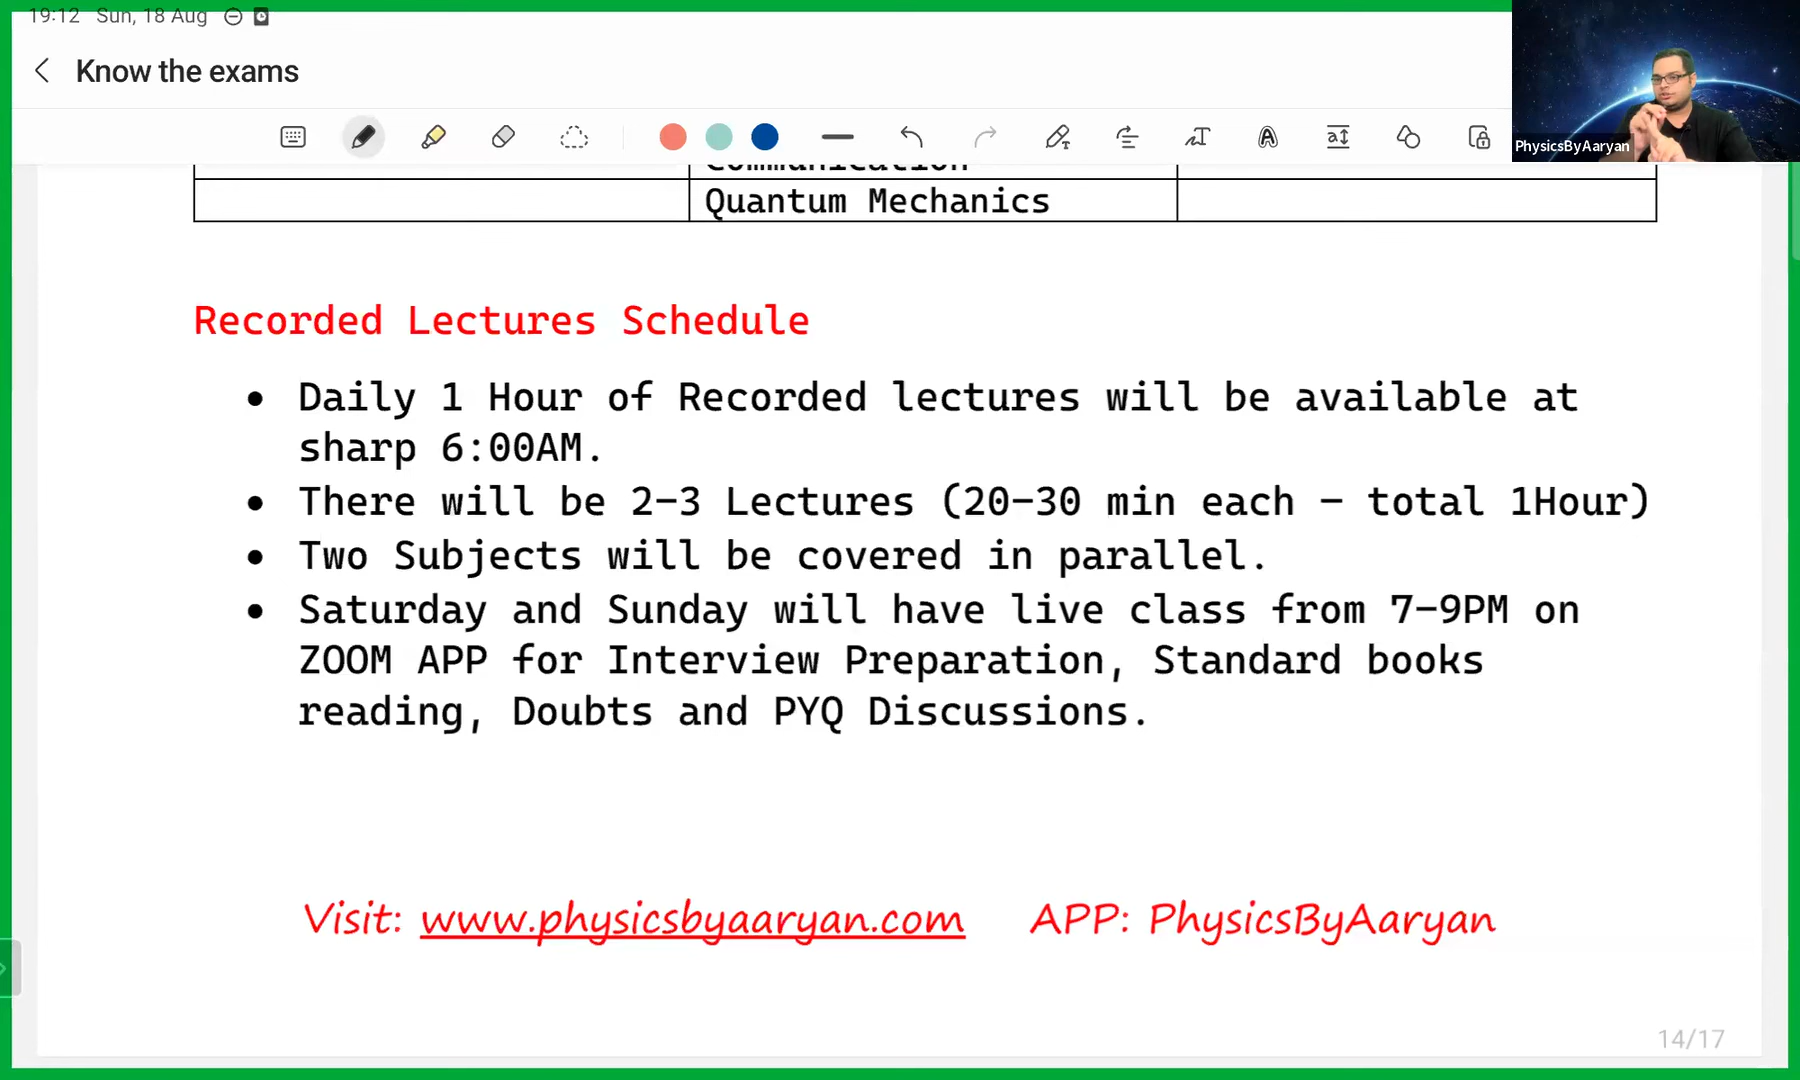 19:12 Sun, 18 Aug
Know the exams
PhysicsByAaryan
Communication
Quantum Mechanics
Recorded Lectures Schedule
• Daily 1 Hour of Recorded lectures will be available at
sharp 6:00AM.
• There will be 2-3 Lectures (20-30 min each - total 1Hour)
• Two Subjects will be covered in parallel.
• Saturday and Sunday will have live class from 7-9PM on
ZOOM APP for Interview Preparation, Standard books
reading, Doubts and PYQ Discussions.
Visit: www.physicsbyaaryan.com APP: PhysicsByAaryan
14/17